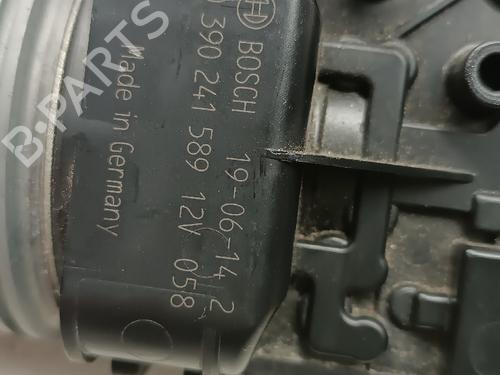 BOSCH 19-06-14 2
390 241 589 12V 058
Made in Germany
B-PARTS